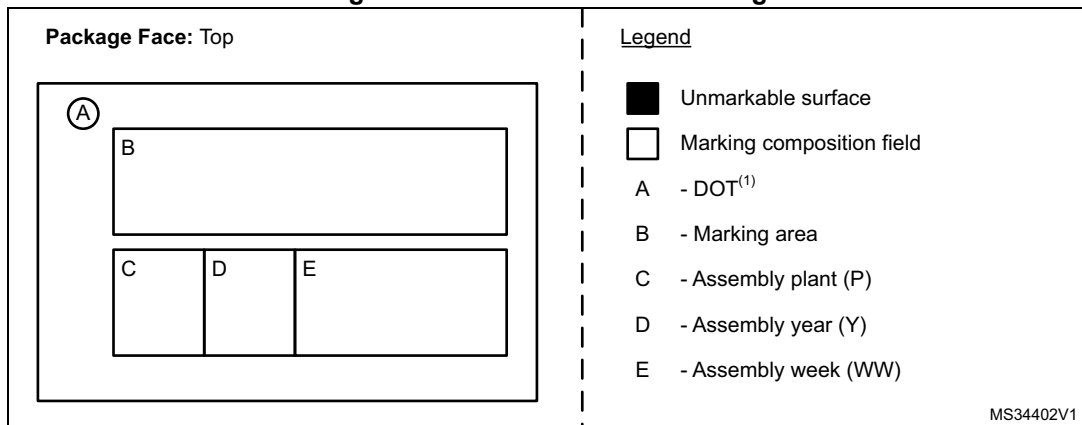 Package Face: Top
A
B
C D E
Legend
Unmarkable surface
Marking composition field
A - DOT(1)
B - Marking area
C - Assembly plant (P)
D - Assembly year (Y)
E - Assembly week (WW)
MS34402V1